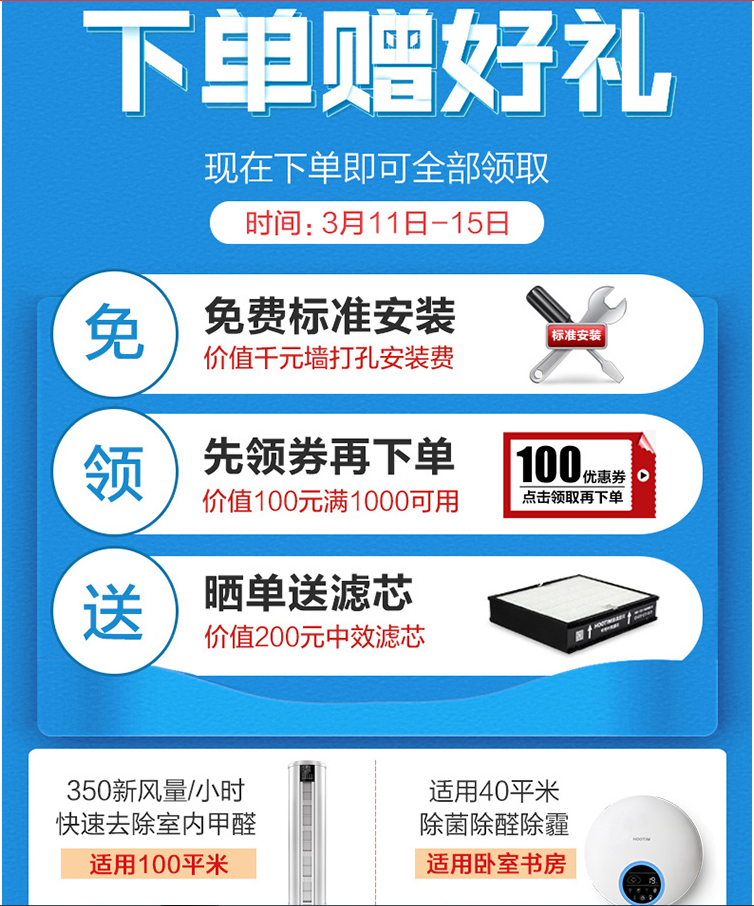 下单赠好礼
现在下单即可全部领取
时间：3月11日-15日
免
免费标准安装
价值千元墙打孔安装费
标准安装
领
先领券再下单
价值100元满1000可用
100优惠券
点击领取再下单
送
晒单送滤芯
价值200元中效滤芯
HOOTIM
350新风量/小时
快速去除室内甲醛
适用100平米
适用40平米
除菌除醛除霾
适用卧室书房
HOOTIM
19